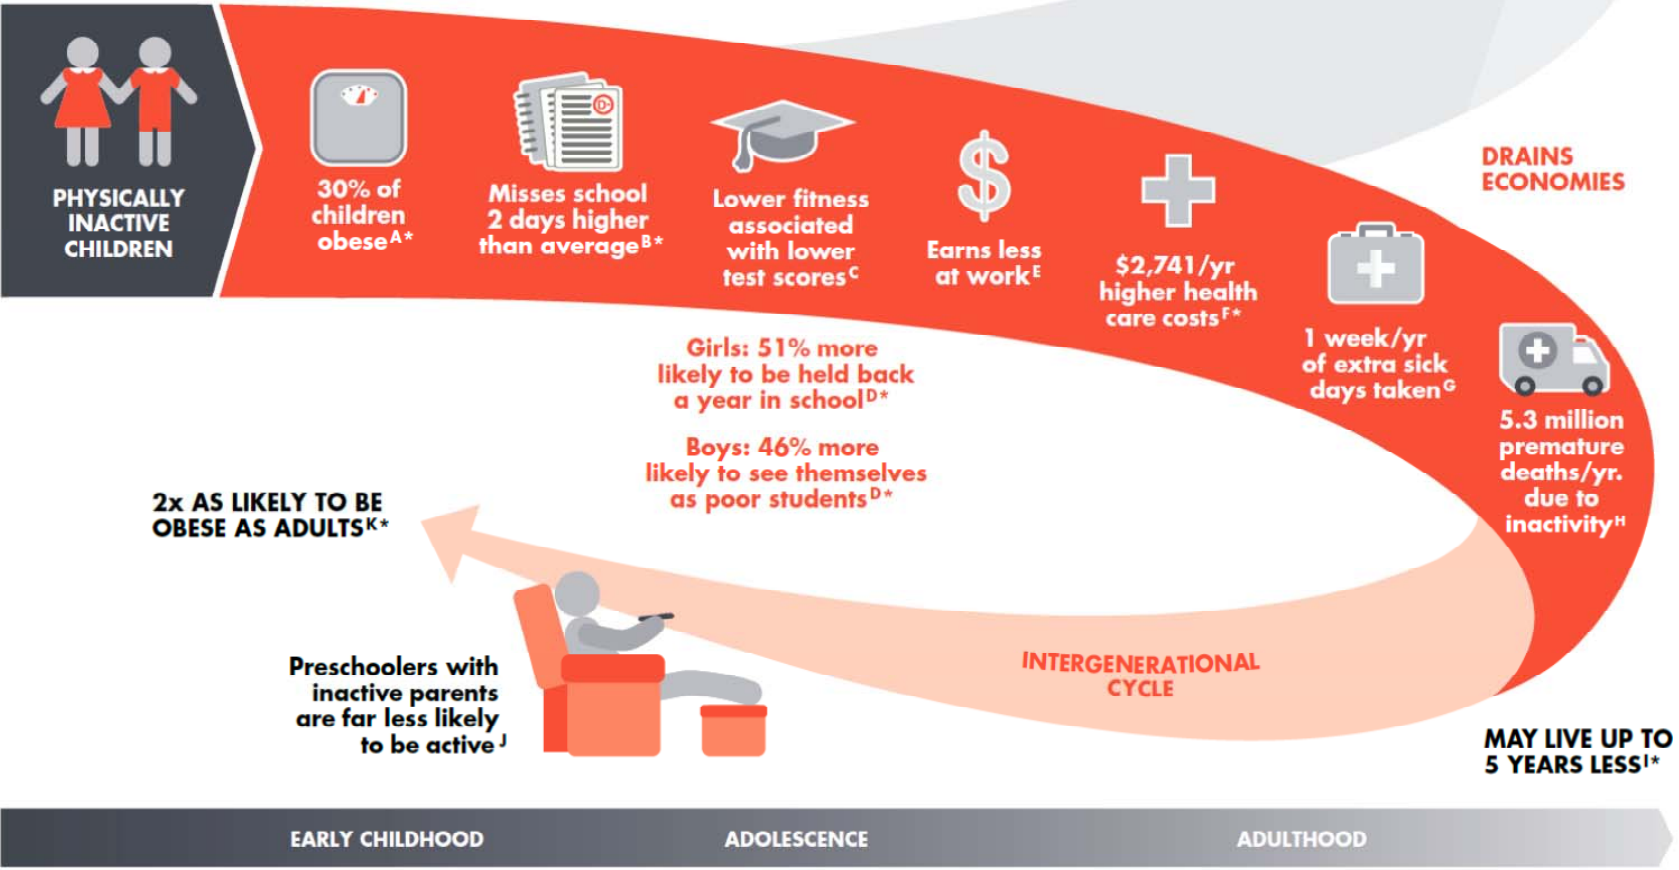 PHYSICALLY
INACTIVE
CHILDREN
30% of
children
obese A*
D-
Misses school
2 days higher
than average B*
Lower fitness
associated
with lower
test scores C
Earns less
at work E
$
$2,741/yr
higher health
care costs F*
1 week/yr
of extra sick
days taken G
5.3 million
premature
deaths/yr.
due to
inactivity H
DRAINS
ECONOMIES
Girls: 51% more
likely to be held back
a year in school D*
Boys: 46% more
likely to see themselves
as poor students D*
2x AS LIKELY TO BE
OBESE AS ADULTS K*
Preschoolers with
inactive parents
are far less likely
to be active J
INTERGENERATIONAL
CYCLE
MAY LIVE UP TO
5 YEARS LESS I*
EARLY CHILDHOOD
ADOLESCENCE
ADULTHOOD